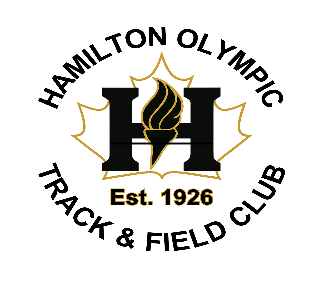 HAMILTON OLYMPIC
H
Est. 1926
TRACK & FIELD CLUB